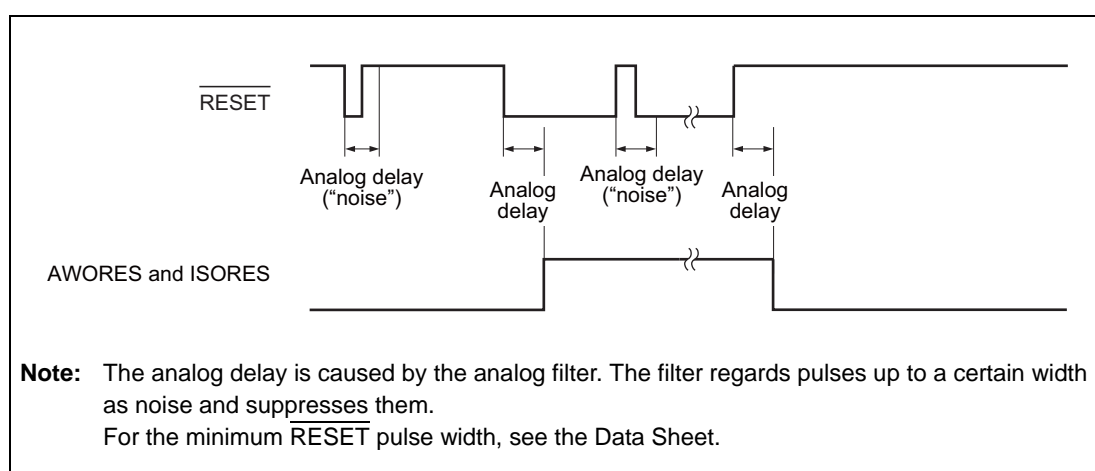 RESET
Analog delay
("noise")
Analog
delay
Analog delay
("noise")
Analog
delay
AWORES and ISORES
Note: The analog delay is caused by the analog filter. The filter regards pulses up to a certain width
as noise and suppresses them.
For the minimum RESET pulse width, see the Data Sheet.